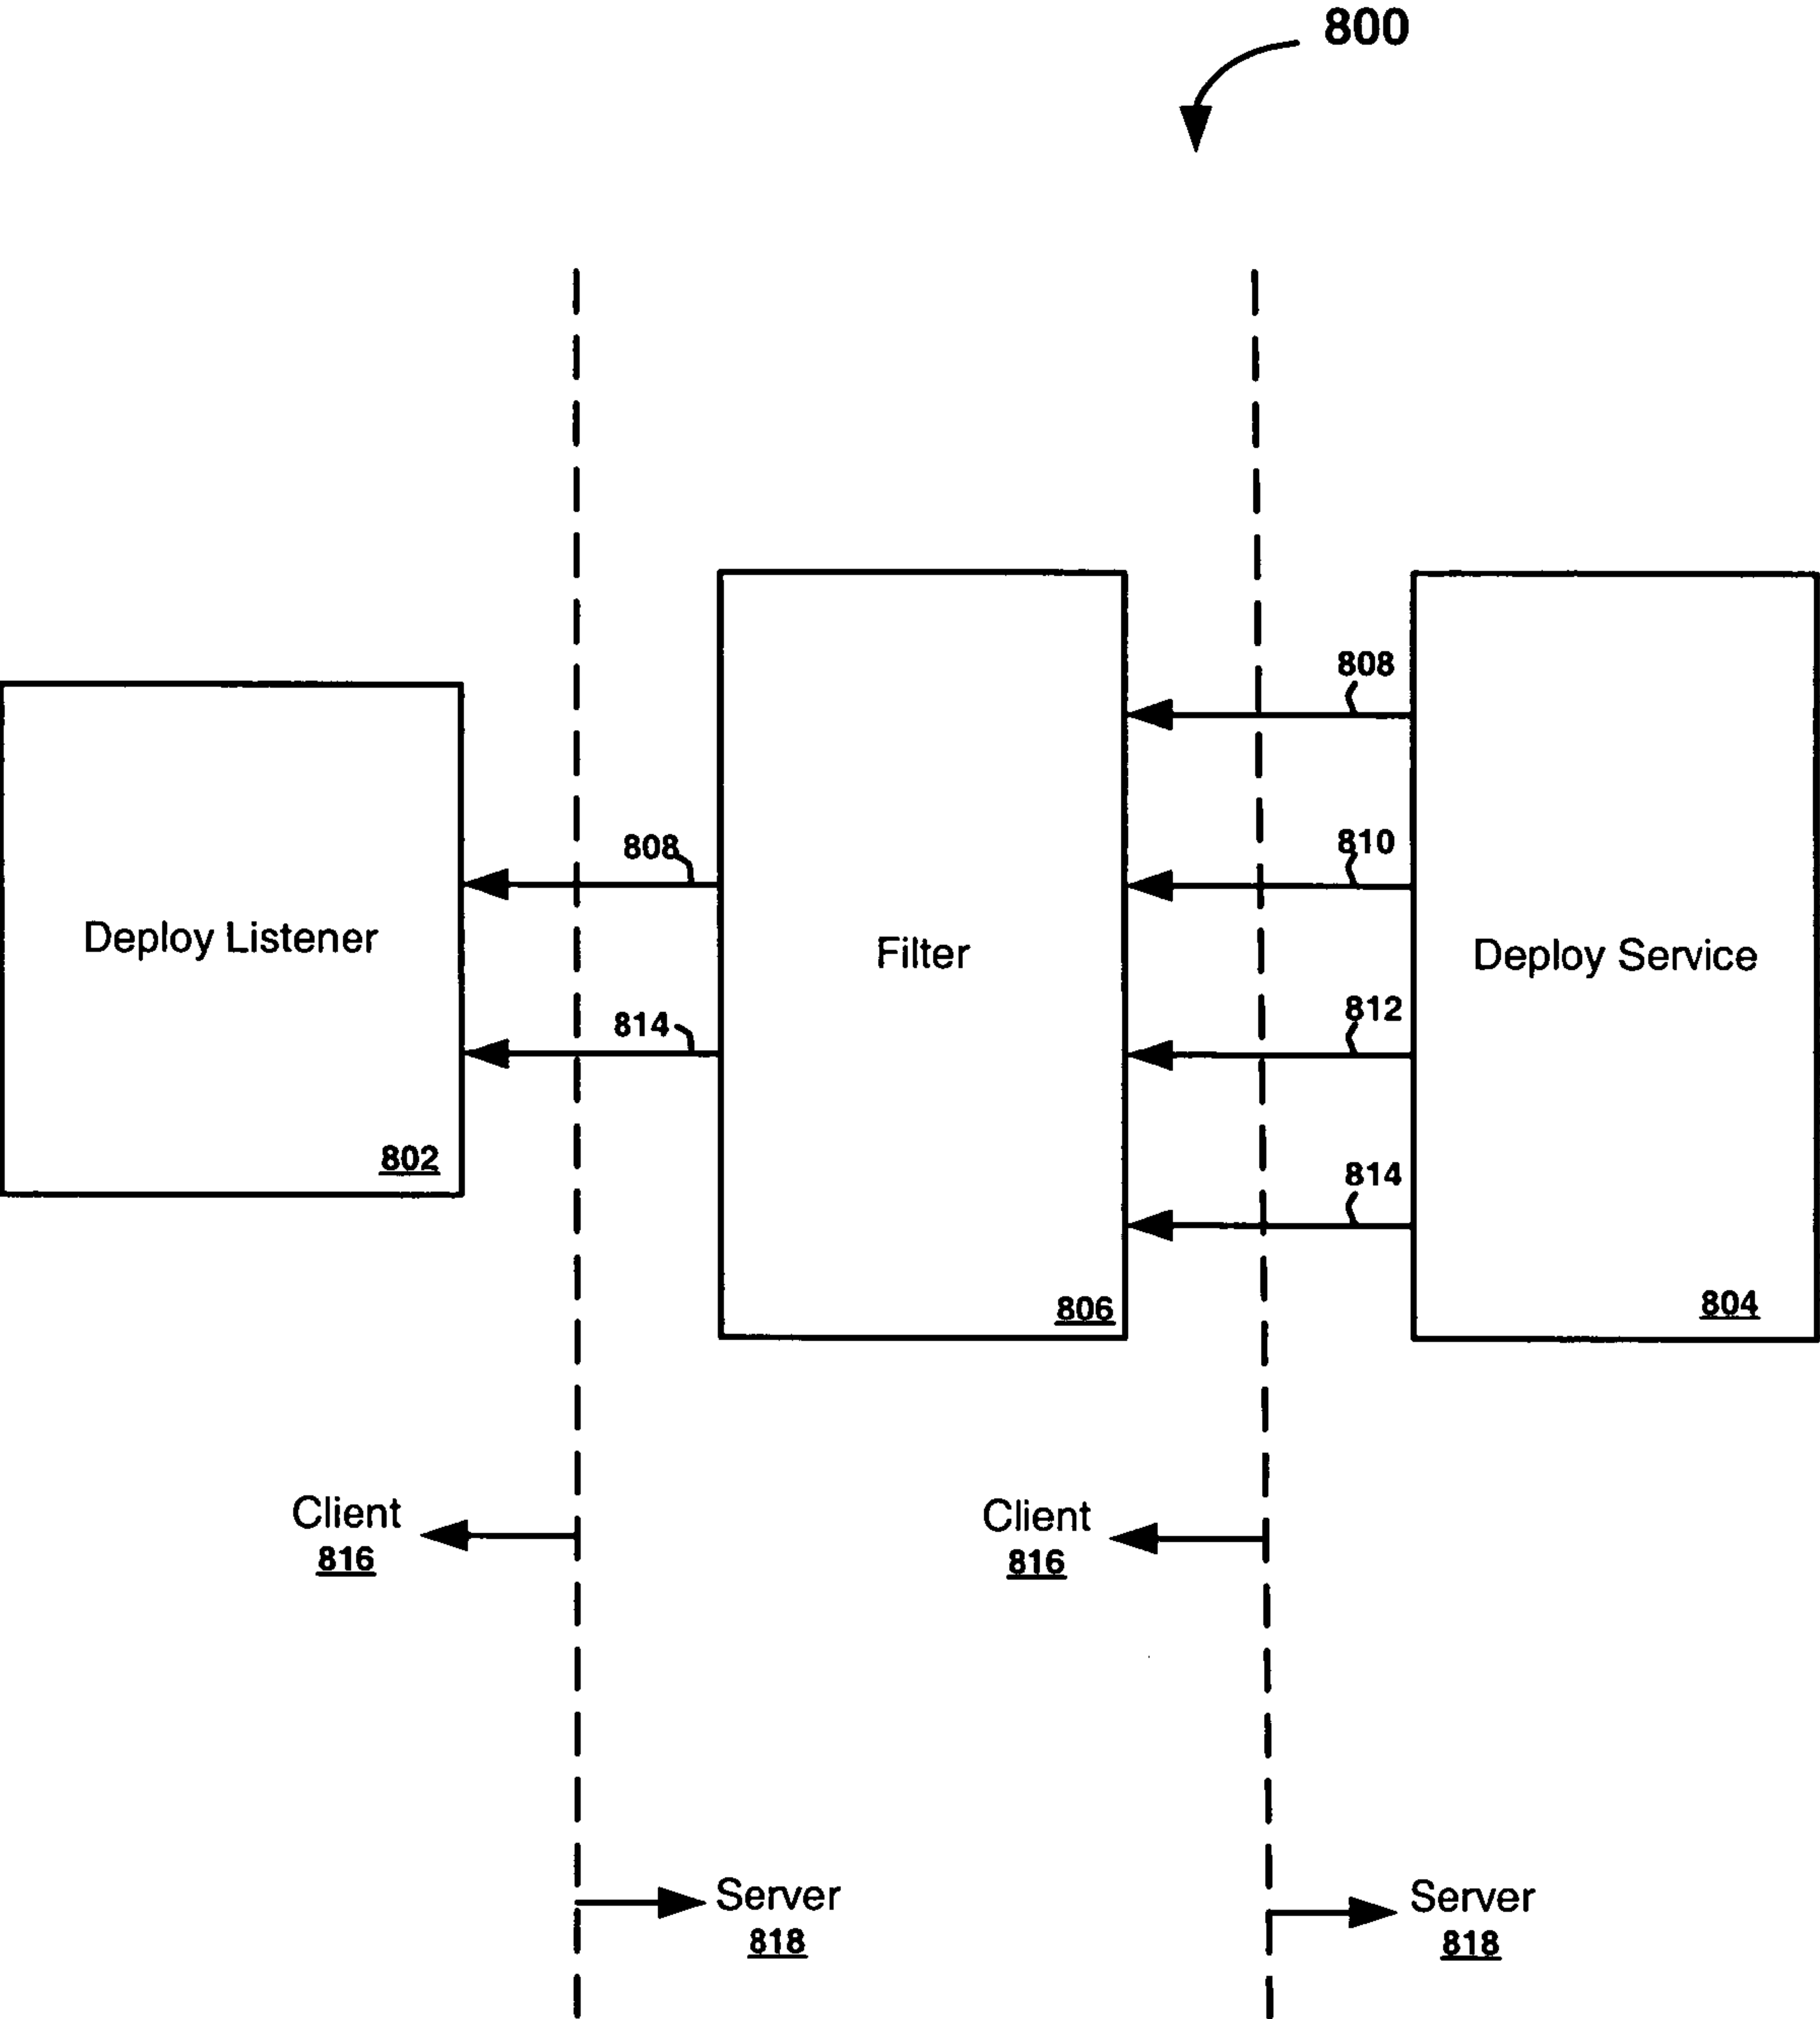 800
808
810
808
Deploy Listener
Filter
Deploy Service
812
814
802
814
806
804
Client
816
Client
816
Server
818
Server
818